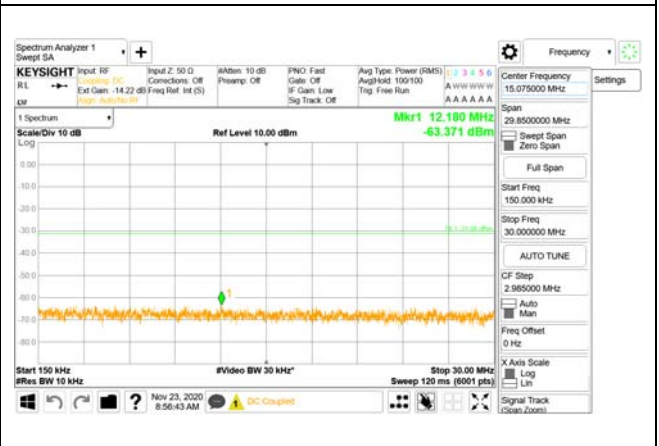 Spectrum Analyzer 1
Swept SA
+
Frequency
KEYSIGHT
RL
Input: RF
Coupling: DC
Ext Gain: -14.22 dB
Align: Auto/No RF
Input Z: 50 Ω
Corrections: Off
Freq Ref: Int (S)
#Atten: 10 dB
Preamp: Off
PNO: Fast
Gate: Off
IF Gain: Low
Sig Track: Off
Avg Type: Power (RMS)
Avg|Hold: 100/100
Trig: Free Run
1 2 3 4 5 6
A W W W W W
A A A A A A
1 Spectrum
Scale/Div 10 dB
Ref Level 10.00 dBm
Mkr1 12.180 MHz
-63.371 dBm
Log
0.00
-10.0
-20.0
-30.0
-40.0
-50.0
-60.0
-70.0
-80.0
1
Start 150 kHz
#Res BW 10 kHz
#Video BW 30 kHz*
Stop 30.00 MHz
Sweep 120 ms (6001 pts)
Nov 23, 2020
8:56:43 AM
DC Coupled
Center Frequency
15.075000 MHz
Settings
Span
29.8500000 MHz
Swept Span
Zero Span
Full Span
Start Freq
150.000 kHz
Stop Freq
30.000000 MHz
AUTO TUNE
CF Step
2.985000 MHz
Auto
Man
Freq Offset
0 Hz
X Axis Scale
Log
Lin
Signal Track
(Span Zoom)